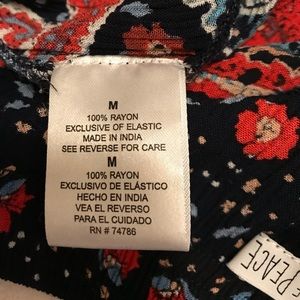 M
100% RAYON
EXCLUSIVE OF ELASTIC
MADE IN INDIA
SEE REVERSE FOR CARE
M
100% RAYON
EXCLUSIVO DE ELÁSTICO
HECHO EN INDIA
VEA EL REVERSO
PARA EL CUIDADO
RN # 74786
PEACE